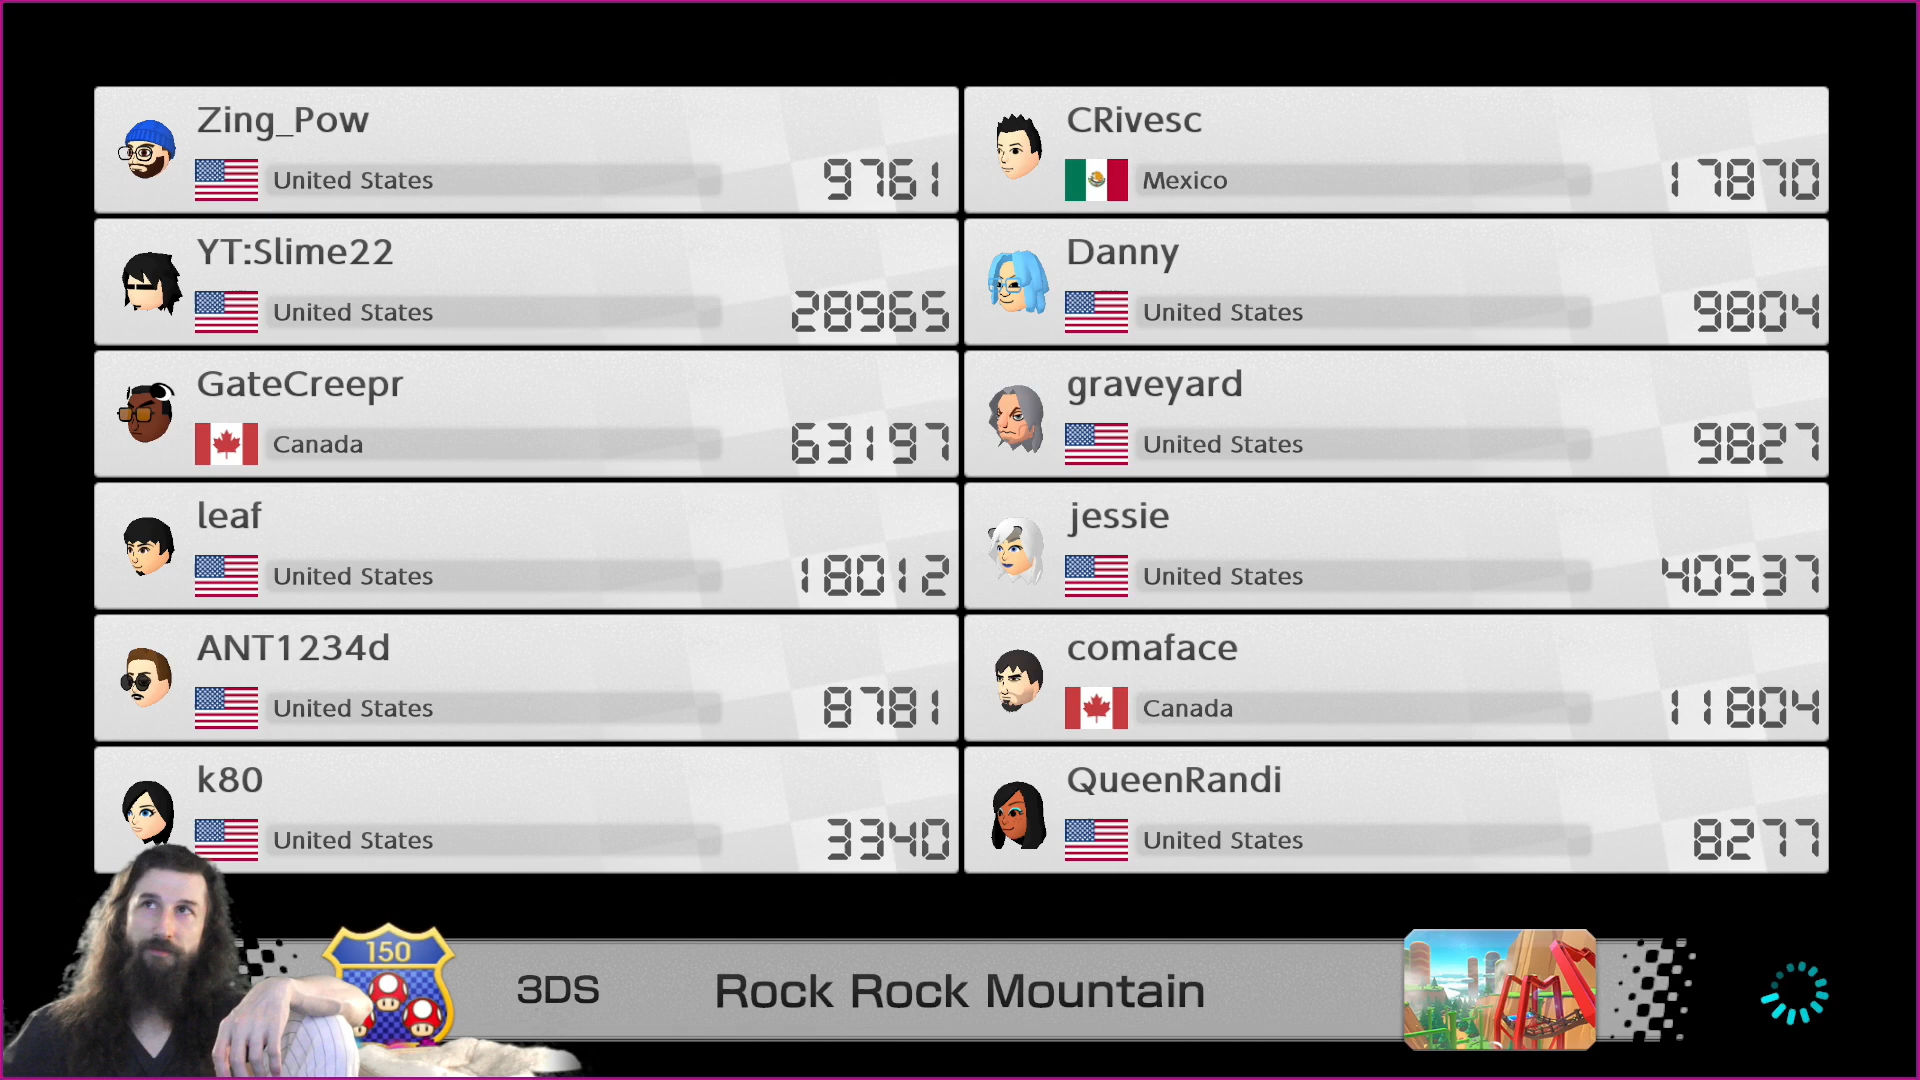 Zing_Pow
United States 9761
CRivesc
Mexico 17870
YT:Slime22
United States 28965
Danny
United States 9804
GateCreepr
Canada 63197
graveyard
United States 9827
leaf
United States 18012
jessie
United States 40537
ANT1234d
United States 8781
comaface
Canada 11804
k80
United States 3340
QueenRandi
United States 8277
150
3DS Rock Rock Mountain